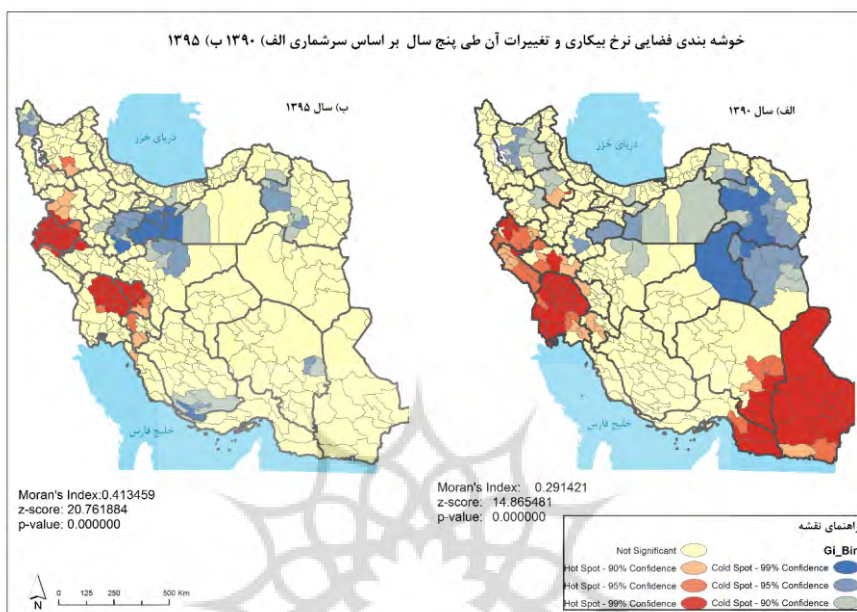 خوشه بندی فضایی نرخ بیکاری و تغییرات آن طی پنج سال بر اساس سرشماری الف) ۱۳۹۰ ب) ۱۳۹۵
الف) سال ۱۳۹۰
دریای خزر
خلیج فارس
ب) سال ۱۳۹۵
دریای خزر
خلیج فارس
Moran's Index: 0.291421
z-score: 14.865481
p-value: 0.000000
Moran's Index:0.413459
z-score: 20.761884
p-value: 0.000000
راهنمای نقشه
Gi_Bin
Not Significant
Hot Spot - 90% Confidence
Cold Spot - 99% Confidence
Hot Spot - 95% Confidence
Cold Spot - 95% Confidence
Hot Spot - 99% Confidence
Cold Spot - 90% Confidence
N
0 125 250 500 Km